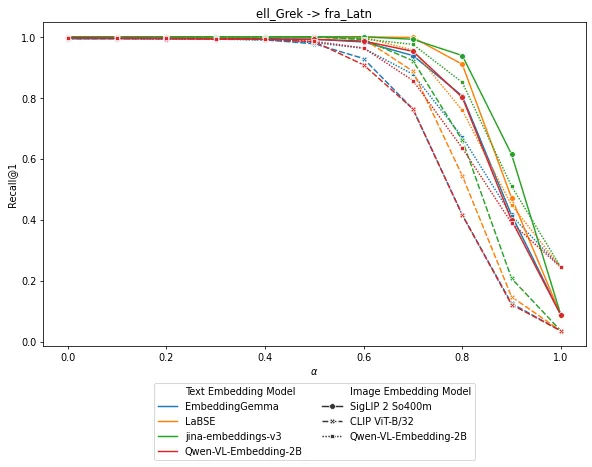 ell_Grek -> fra_Latn
Recall@1
1.0
0.8
0.6
0.4
0.2
0.0
0.0 0.2 0.4 0.6 0.8 1.0
α
Text Embedding Model Image Embedding Model
EmbeddingGemma SigLIP 2 So400m
LaBSE CLIP ViT-B/32
jina-embeddings-v3 Qwen-VL-Embedding-2B
Qwen-VL-Embedding-2B